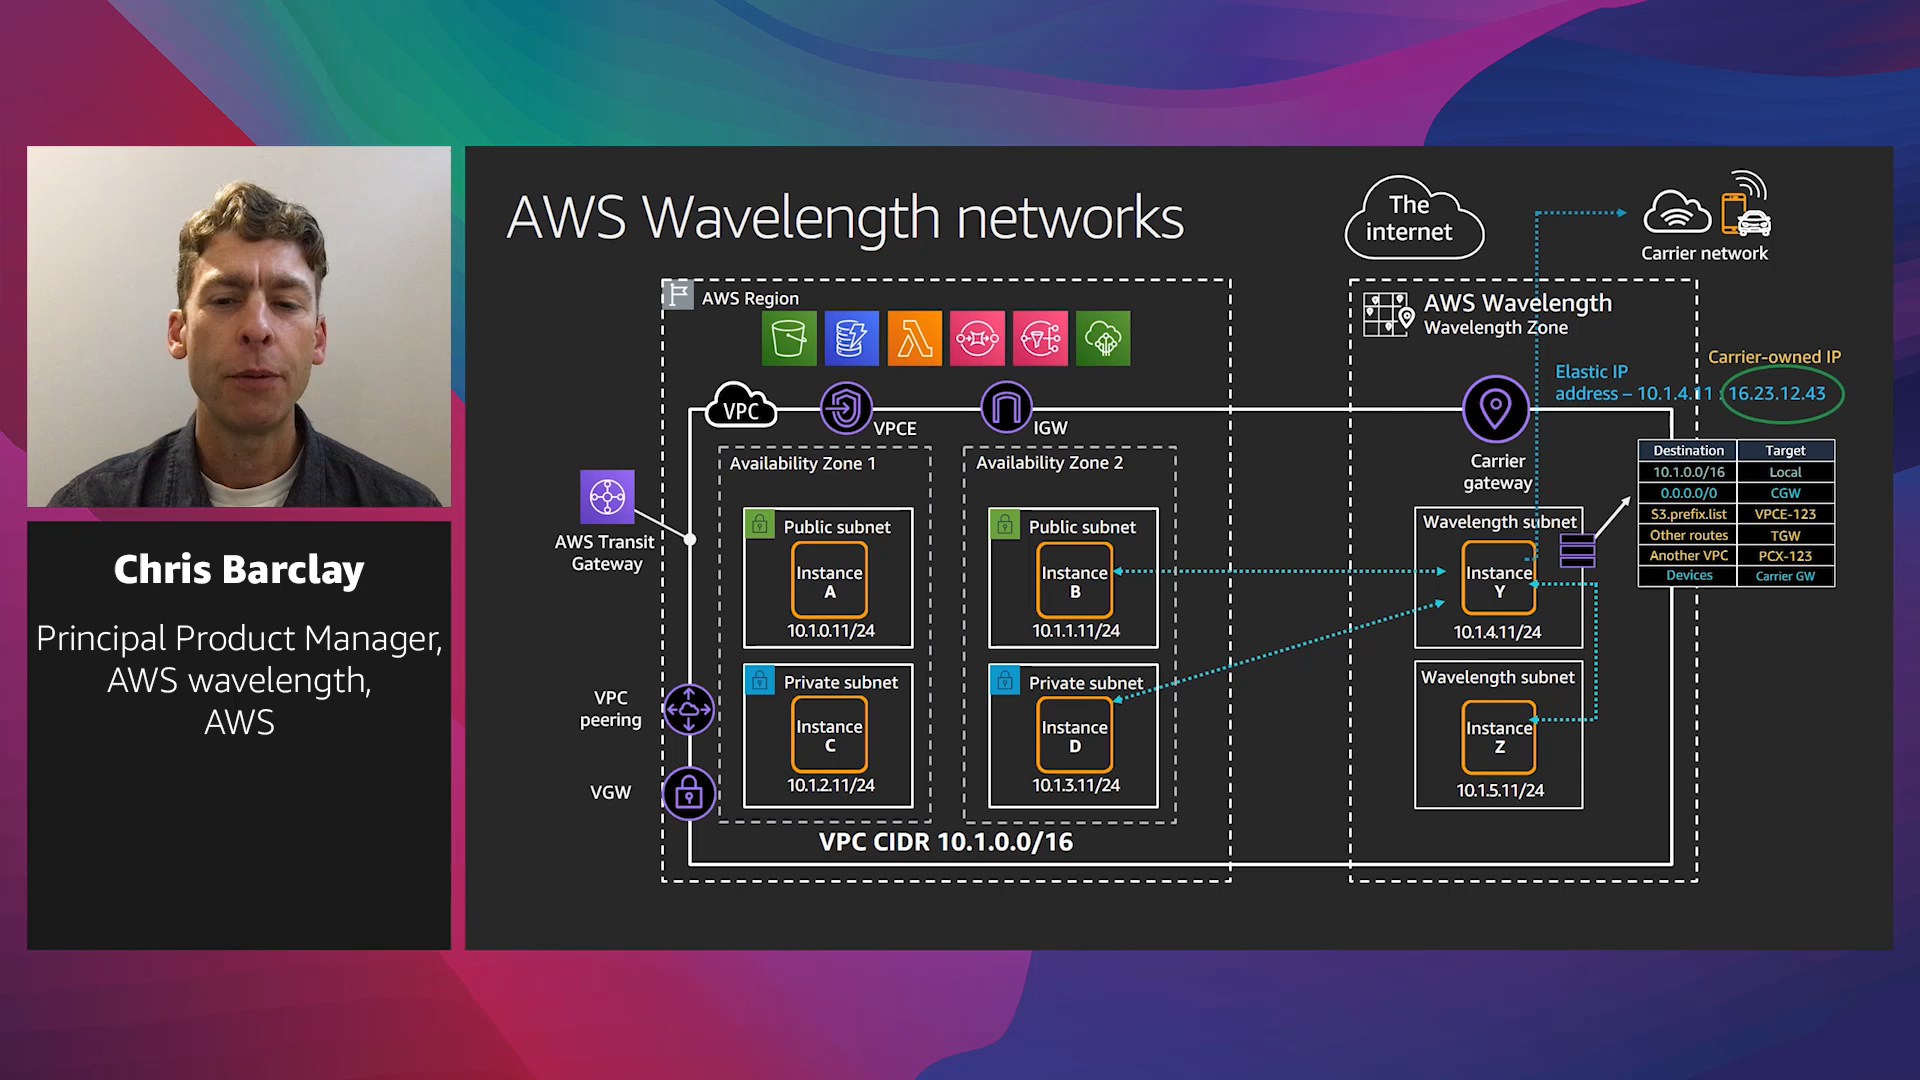 Chris Barclay
Principal Product Manager,
AWS wavelength,
AWS
AWS Wavelength networks
The
internet
Carrier network
AWS Region
AWS Wavelength
Wavelength Zone
Carrier-owned IP
Elastic IP
address – 10.1.4.11 : 16.23.12.43
VPC
VPCE
IGW
Carrier
gateway
Destination Target
10.1.0.0/16 Local
0.0.0.0/0 CGW
S3.prefix.list VPCE-123
Other routes TGW
Another VPC PCX-123
Devices Carrier GW
Availability Zone 1
Availability Zone 2
AWS Transit
Gateway
Public subnet
Instance
A
10.1.0.11/24
Public subnet
Instance
B
10.1.1.11/24
Wavelength subnet
Instance
Y
10.1.4.11/24
VPC
peering
VGW
Private subnet
Instance
C
10.1.2.11/24
Private subnet
Instance
D
10.1.3.11/24
Wavelength subnet
Instance
Z
10.1.5.11/24
VPC CIDR 10.1.0.0/16